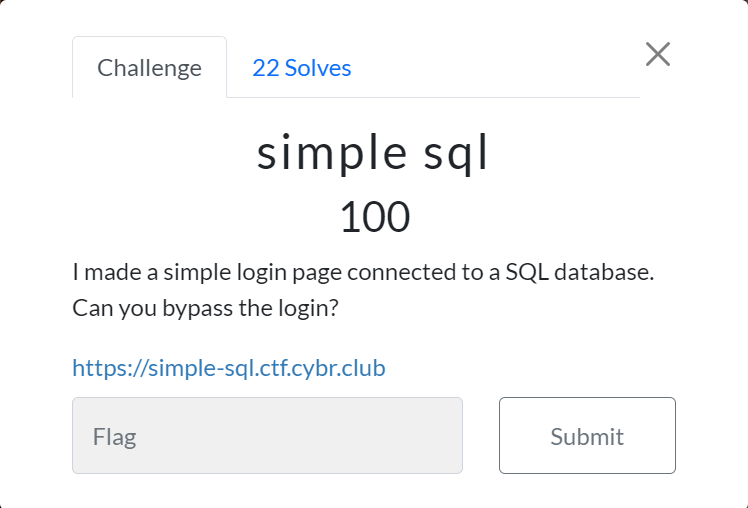 Challenge
22 Solves
simple sql
100
I made a simple login page connected to a SQL database.
Can you bypass the login?
https://simple-sql.ctf.cybr.club
Flag
Submit